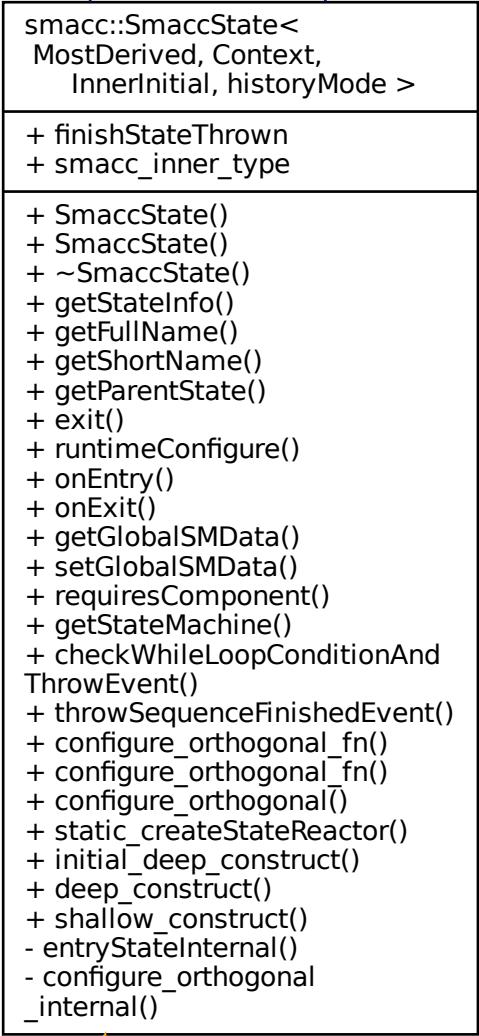 smacc::SmaccState<
MostDerived, Context,
InnerInitial, historyMode >
+ finishStateThrown
+ smacc_inner_type
+ SmaccState()
+ SmaccState()
+ ~SmaccState()
+ getStateInfo()
+ getFullName()
+ getShortName()
+ getParentState()
+ exit()
+ runtimeConfigure()
+ onEntry()
+ onExit()
+ getGlobalSMData()
+ setGlobalSMData()
+ requiresComponent()
+ getStateMachine()
+ checkWhileLoopConditionAnd
ThrowEvent()
+ throwSequenceFinishedEvent()
+ configure_orthogonal_fn()
+ configure_orthogonal_fn()
+ configure_orthogonal()
+ static_createStateReactor()
+ initial_deep_construct()
+ deep_construct()
+ shallow_construct()
- entryStateInternal()
- configure_orthogonal
_internal()